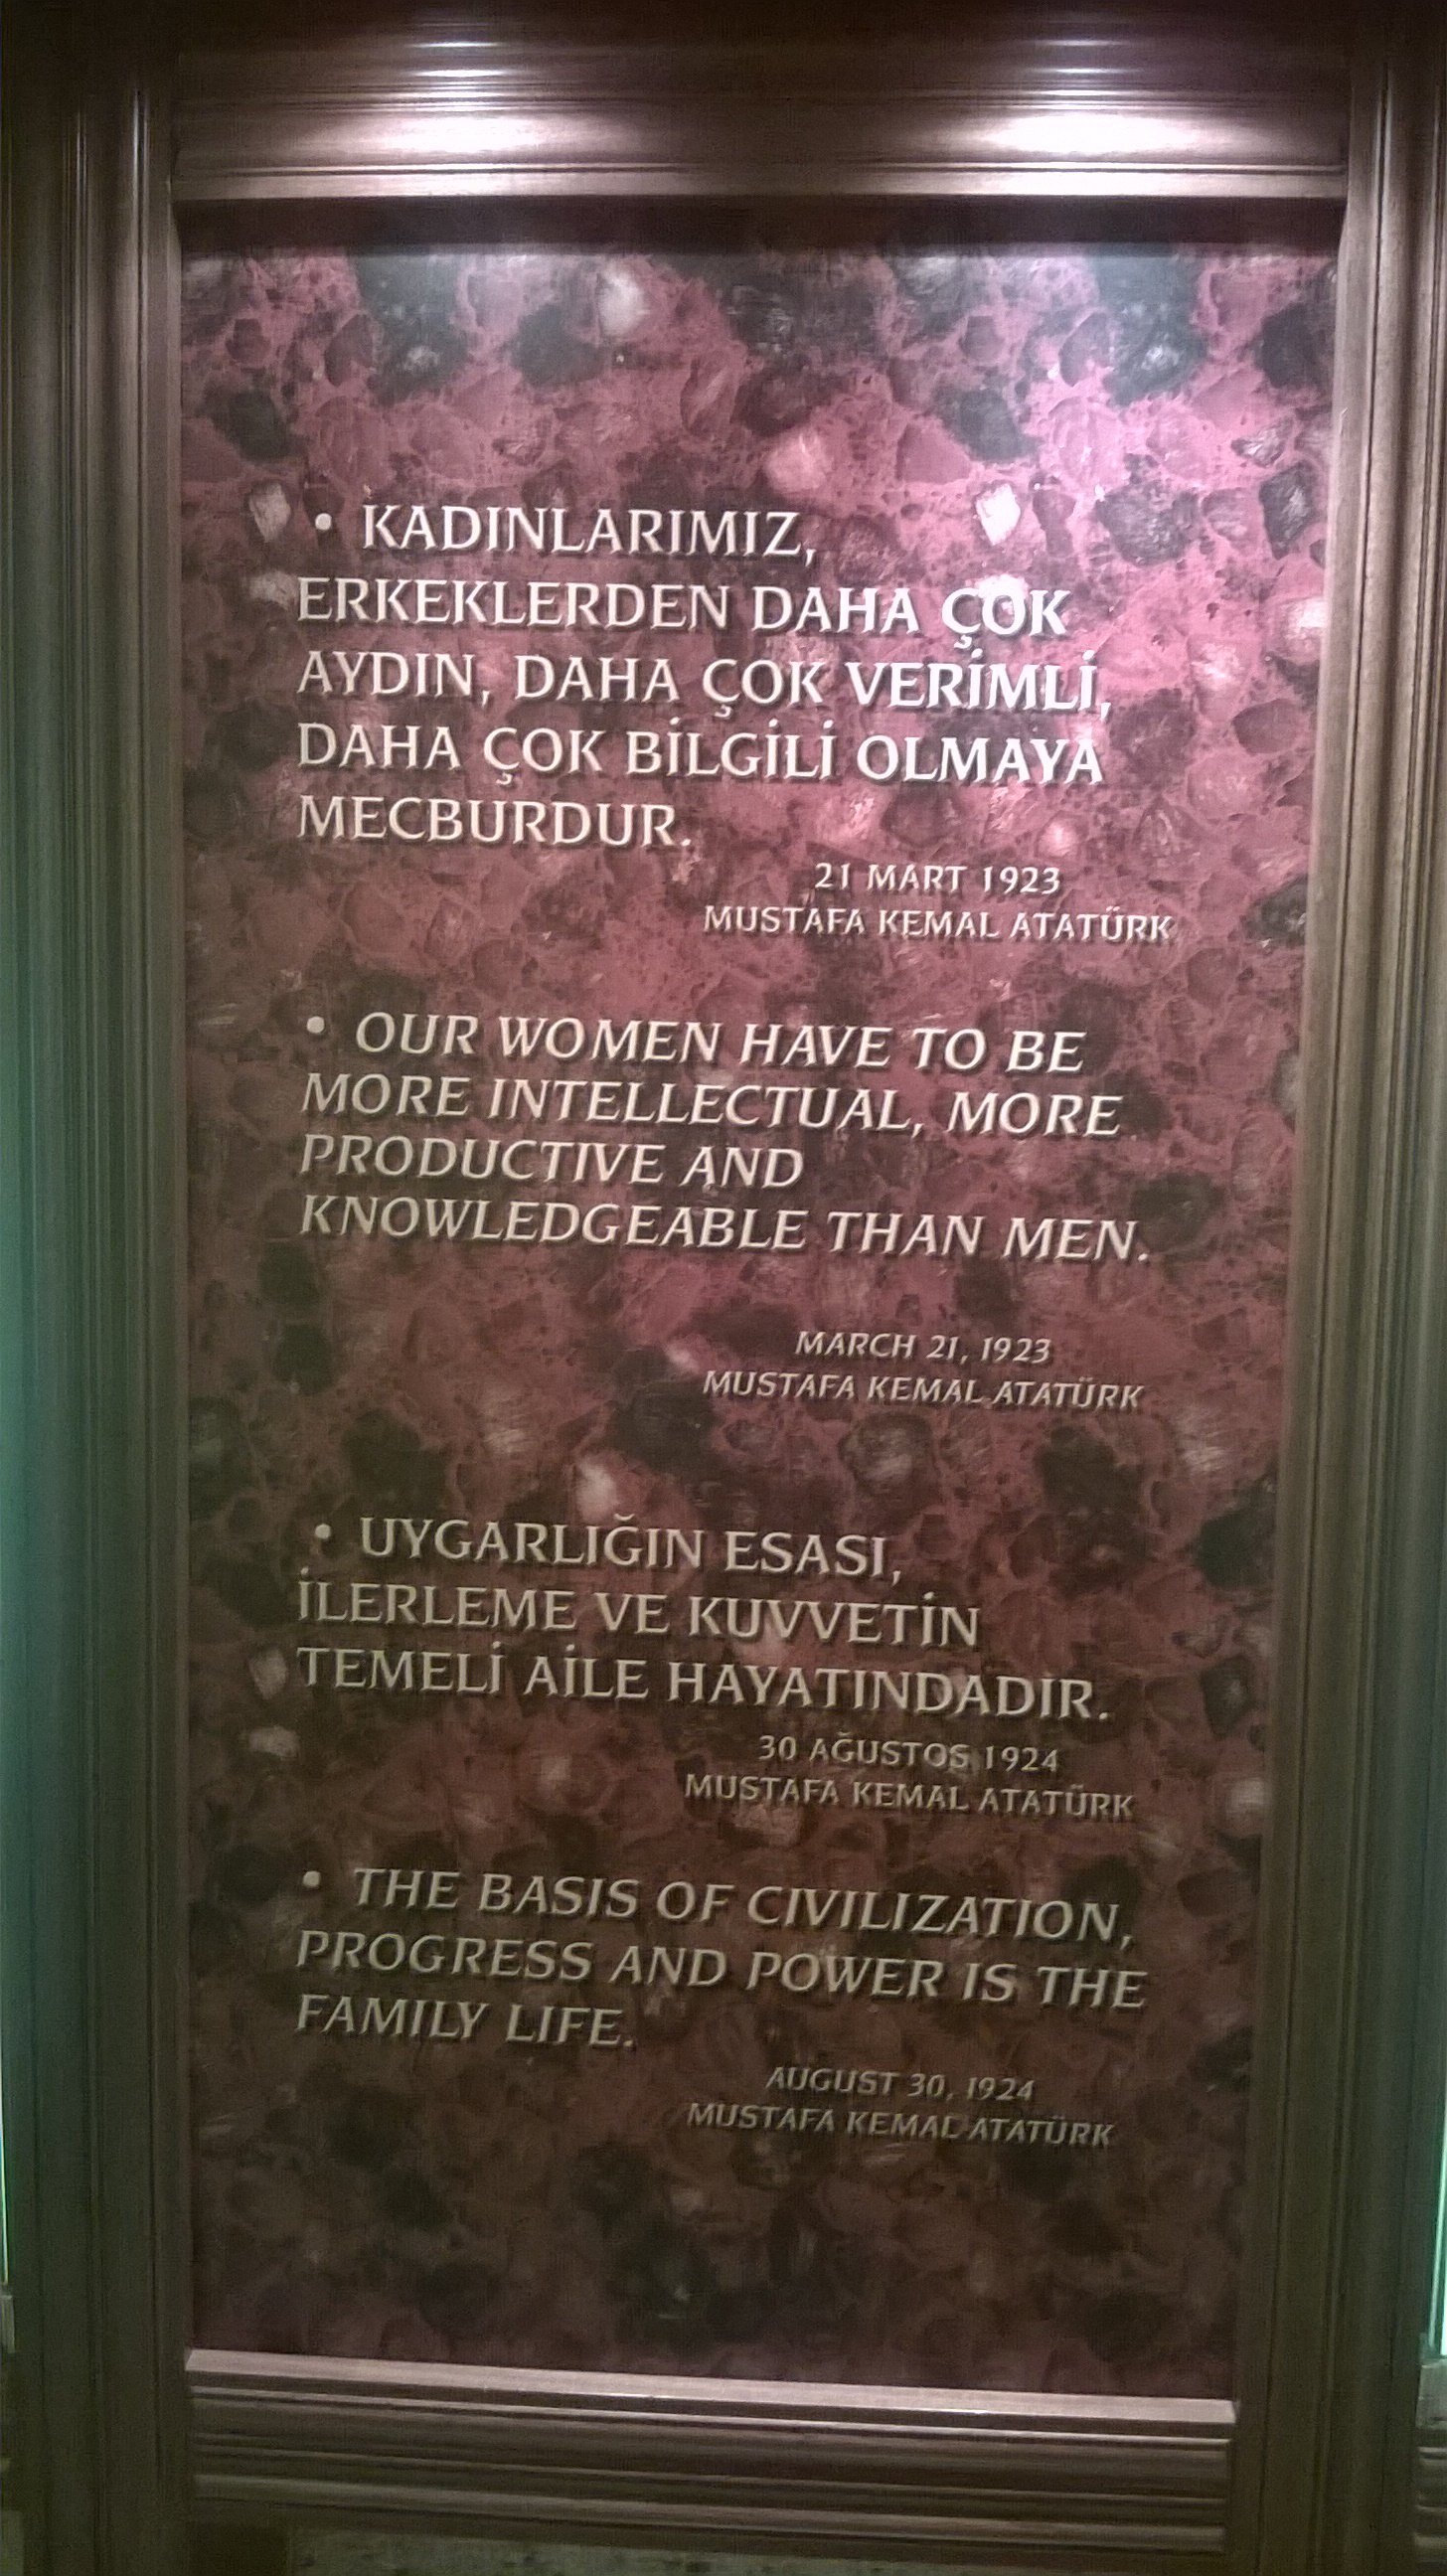 • KADINLARIMIZ,
ERKEKLERDEN DAHA ÇOK
AYDIN, DAHA ÇOK VERİMLİ,
DAHA ÇOK BİLGİLİ OLMAYA
MECBURDUR.
21 MART 1923
MUSTAFA KEMAL ATATÜRK
• OUR WOMEN HAVE TO BE
MORE INTELLECTUAL, MORE
PRODUCTIVE AND
KNOWLEDGEABLE THAN MEN.
MARCH 21, 1923
MUSTAFA KEMAL ATATÜRK
• UYGARLIĞIN ESASI,
İLERLEME VE KUVVETİN
TEMELİ AİLE HAYATINDADIR.
30 AĞUSTOS 1924
MUSTAFA KEMAL ATATÜRK
• THE BASIS OF CIVILIZATION,
PROGRESS AND POWER IS THE
FAMILY LIFE.
AUGUST 30, 1924
MUSTAFA KEMAL ATATÜRK